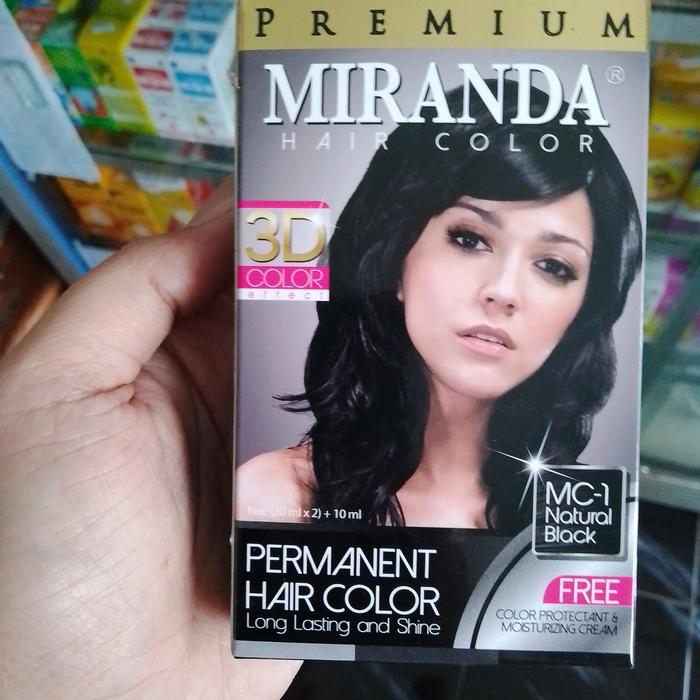 PREMIUM
MIRANDA®
HAIR COLOR
3D
COLOR
effect
Net: (30 ml x 2) + 10 ml
MC-1
Natural
Black
PERMANENT
HAIR COLOR
Long Lasting and Shine
FREE
COLOR PROTECTANT &
MOISTURIZING CREAM